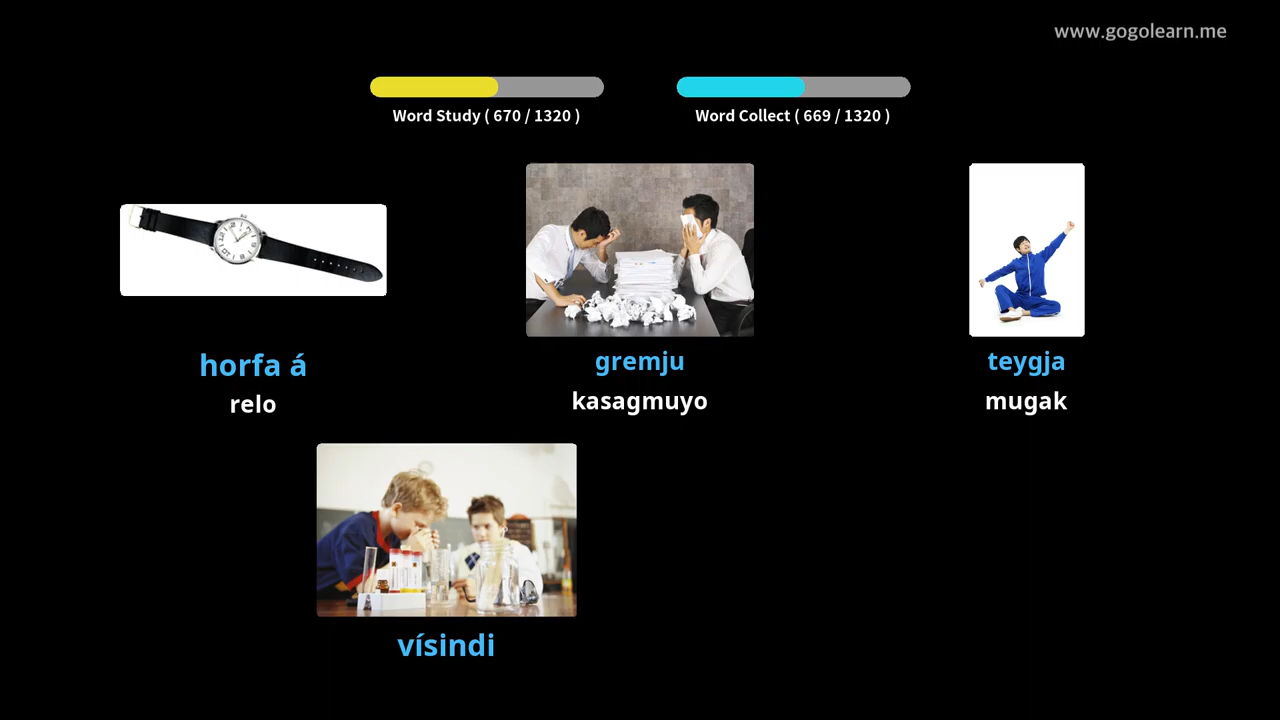 www.gogolearn.me
Word Study ( 670 / 1320 )
Word Collect ( 669 / 1320 )
horfa á
relo
gremju
kasagmuyo
teygja
mugak
vísindi